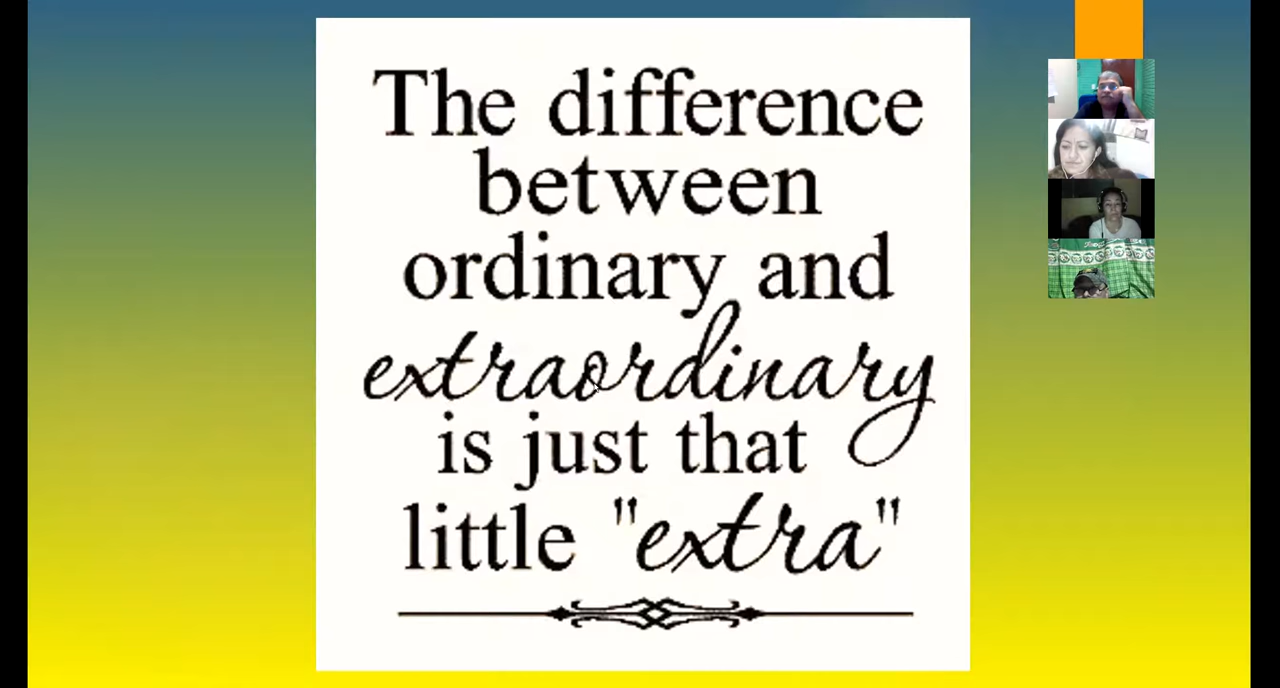 The difference
between
ordinary and
extraordinary
is just that
little "extra"